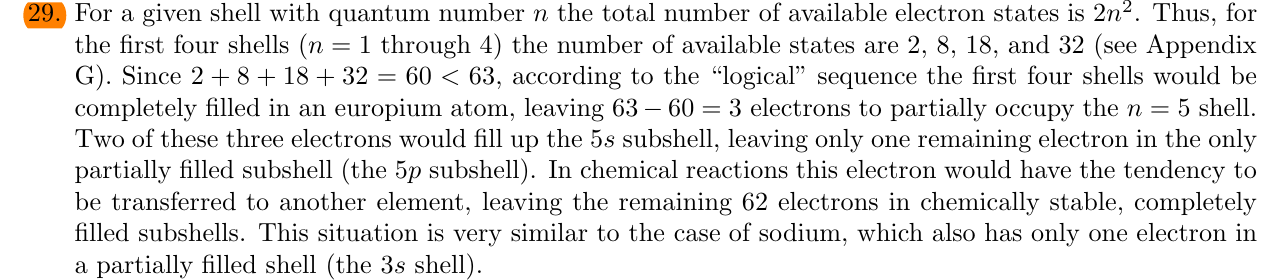 29. For a given shell with quantum number n the total number of available electron states is 2n². Thus, for
the first four shells (n = 1 through 4) the number of available states are 2, 8, 18, and 32 (see Appendix
G). Since 2 + 8 + 18 + 32 = 60 < 63, according to the “logical” sequence the first four shells would be
completely filled in an europium atom, leaving 63 − 60 = 3 electrons to partially occupy the n = 5 shell.
Two of these three electrons would fill up the 5s subshell, leaving only one remaining electron in the only
partially filled subshell (the 5p subshell). In chemical reactions this electron would have the tendency to
be transferred to another element, leaving the remaining 62 electrons in chemically stable, completely
filled subshells. This situation is very similar to the case of sodium, which also has only one electron in
a partially filled shell (the 3s shell).